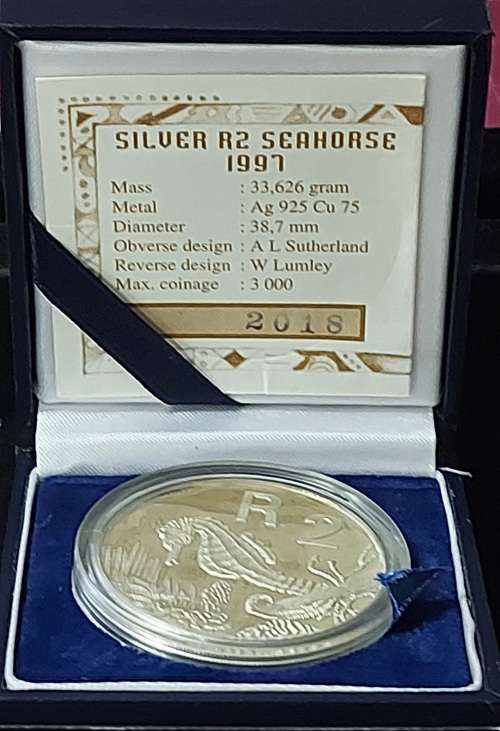 SILVER R2 SEAHORSE
1997
Mass : 33,626 gram
Metal : Ag 925 Cu 75
Diameter : 38,7 mm
Obverse design : A L Sutherland
Reverse design : W Lumley
Max. coinage : 3 000
2018
R 2